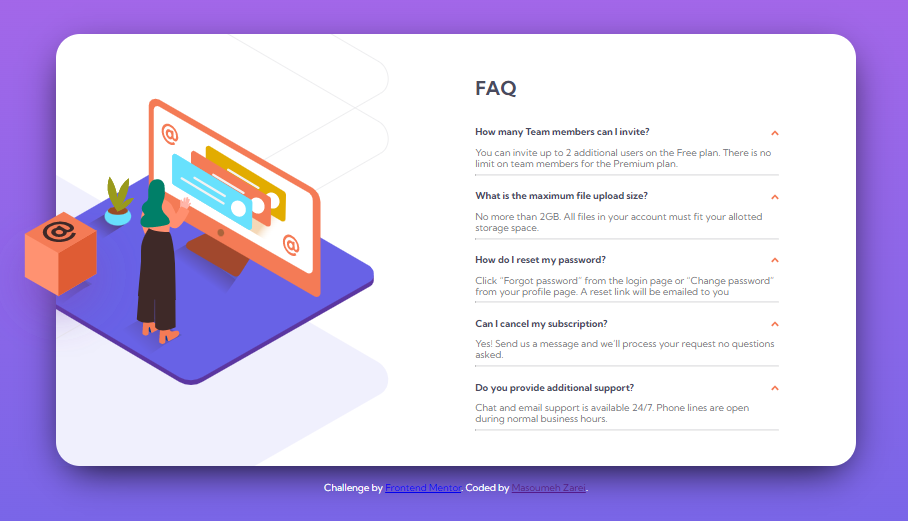 FAQ
How many Team members can I invite?
You can invite up to 2 additional users on the Free plan. There is no
limit on team members for the Premium plan.
What is the maximum file upload size?
No more than 2GB. All files in your account must fit your allotted
storage space.
How do I reset my password?
Click “Forgot password” from the login page or “Change password”
from your profile page. A reset link will be emailed to you
Can I cancel my subscription?
Yes! Send us a message and we’ll process your request no questions
asked.
Do you provide additional support?
Chat and email support is available 24/7. Phone lines are open
during normal business hours.
@
@
@
Challenge by Frontend Mentor. Coded by Masoumeh Zarei.